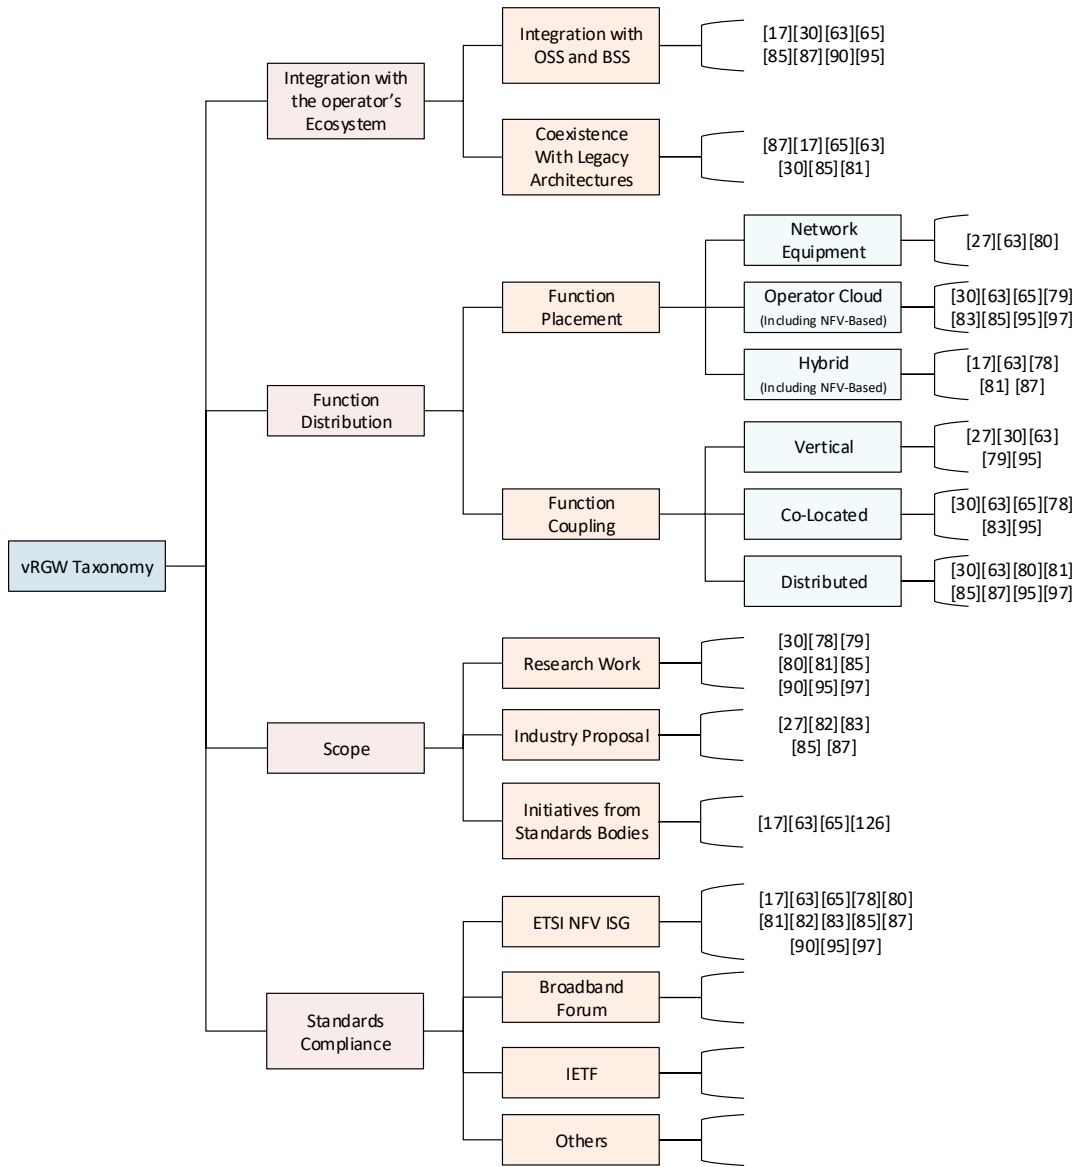 Integration with
OSS and BSS
[17][30][63][65]
[85][87][90][95]
Integration with
the operator's
Ecosystem
Coexistence
With Legacy
Architectures
[87][17][65][63]
[30][85][81]
Network
Equipment
[27][63][80]
Function
Placement
Operator Cloud
(Including NFV-Based)
[30][63][65][79]
[83][85][95][97]
Hybrid
(Including NFV-Based)
[17][63][78]
[81] [87]
Function
Distribution
Vertical
[27][30][63]
[79][95]
Function
Coupling
Co-Located
[30][63][65][78]
[83][95]
Distributed
[30][63][80][81]
[85][87][95][97]
vRGW Taxonomy
Research Work
[30][78][79]
[80][81][85]
[90][95][97]
Scope
Industry Proposal
[27][82][83]
[85] [87]
Initiatives from
Standards Bodies
[17][63][65][126]
ETSI NFV ISG
[17][63][65][78][80]
[81][82][83][85][87]
[90][95][97]
Standards
Compliance
Broadband
Forum
IETF
Others